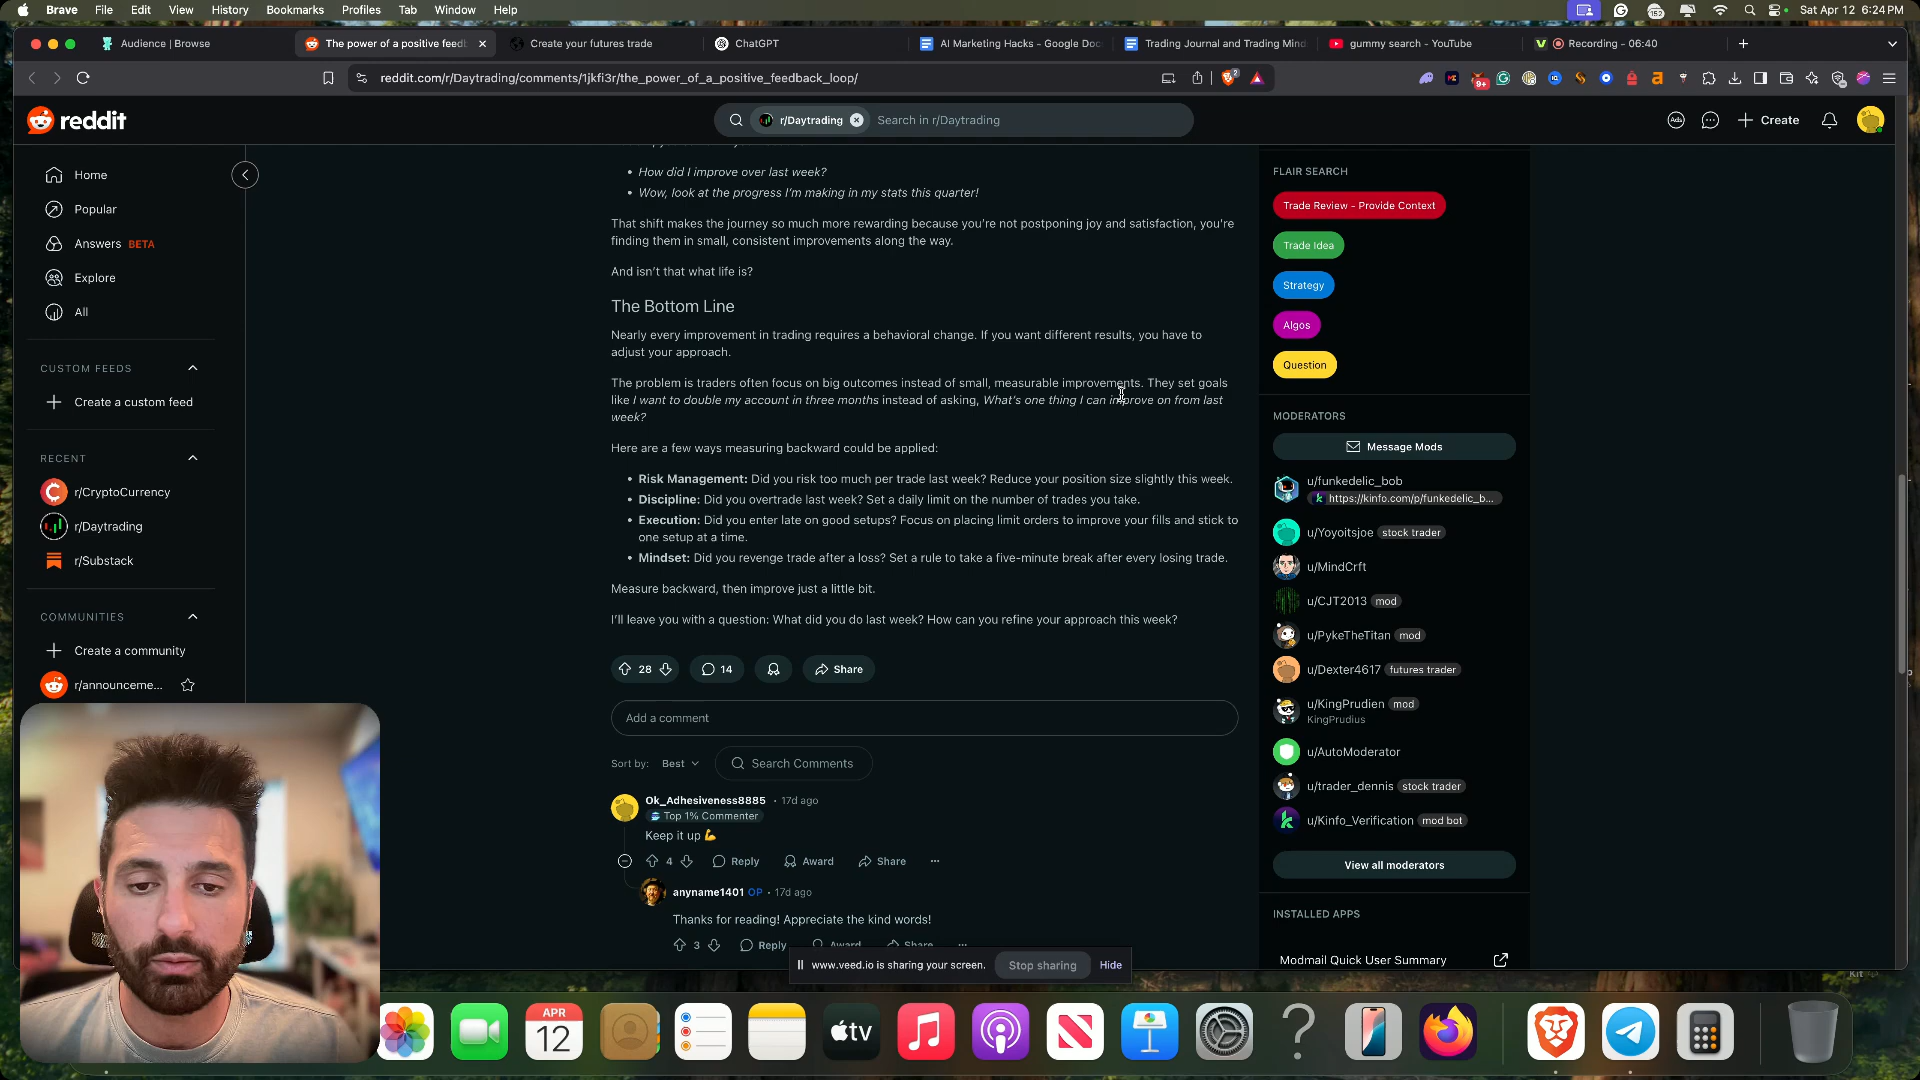 Brave File Edit View History Bookmarks Profiles Tab Window Help
152 Sat Apr 12 6:24 PM
Audience | Browse
The power of a positive feedb
Create your futures trade
ChatGPT
AI Marketing Hacks - Google Doc
Trading Journal and Trading Mind
gummy search - YouTube
Recording - 06:40
reddit.com/r/Daytrading/comments/1jkfi3r/the_power_of_a_positive_feedback_loop/
2
9+
reddit
r/Daytrading Search in r/Daytrading
Create
Home
Popular
Answers BETA
Explore
All
CUSTOM FEEDS
Create a custom feed
RECENT
r/CryptoCurrency
r/Daytrading
r/Substack
COMMUNITIES
Create a community
r/announceme...
• How did I improve over last week?
• Wow, look at the progress I'm making in my stats this quarter!
That shift makes the journey so much more rewarding because you're not postponing joy and satisfaction, you're
finding them in small, consistent improvements along the way.
And isn't that what life is?
The Bottom Line
Nearly every improvement in trading requires a behavioral change. If you want different results, you have to
adjust your approach.
The problem is traders often focus on big outcomes instead of small, measurable improvements. They set goals
like I want to double my account in three months instead of asking, What's one thing I can improve on from last
week?
Here are a few ways measuring backward could be applied:
• Risk Management: Did you risk too much per trade last week? Reduce your position size slightly this week.
• Discipline: Did you overtrade last week? Set a daily limit on the number of trades you take.
• Execution: Did you enter late on good setups? Focus on placing limit orders to improve your fills and stick to
one setup at a time.
• Mindset: Did you revenge trade after a loss? Set a rule to take a five-minute break after every losing trade.
Measure backward, then improve just a little bit.
I'll leave you with a question: What did you do last week? How can you refine your approach this week?
28 14 Share
Add a comment
Sort by: Best Search Comments
Ok_Adhesiveness8885 • 17d ago
Top 1% Commenter
Keep it up 💪
4 Reply Award Share ...
anyname1401 OP • 17d ago
Thanks for reading! Appreciate the kind words!
3 Reply Award Share ...
www.veed.io is sharing your screen. Stop sharing Hide
FLAIR SEARCH
Trade Review - Provide Context
Trade Idea
Strategy
Algos
Question
MODERATORS
Message Mods
u/funkedelic_bob
https://kinfo.com/p/funkedelic_b...
u/Yoyoitsjoe stock trader
u/MindCrft
u/CJT2013 mod
u/PykeTheTitan mod
u/Dexter4617 futures trader
u/KingPrudien mod
KingPrudius
u/AutoModerator
u/trader_dennis stock trader
u/Kinfo_Verification mod bot
View all moderators
INSTALLED APPS
Modmail Quick User Summary
Kit
APR
12
tv